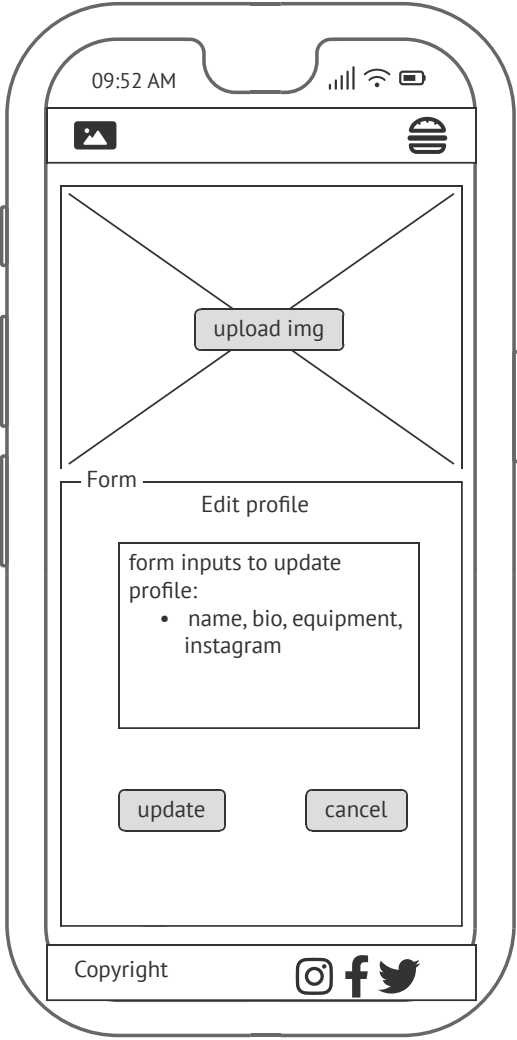 09:52 AM
upload img
Form
Edit profile
form inputs to update
profile:
• name, bio, equipment,
instagram
update
cancel
Copyright